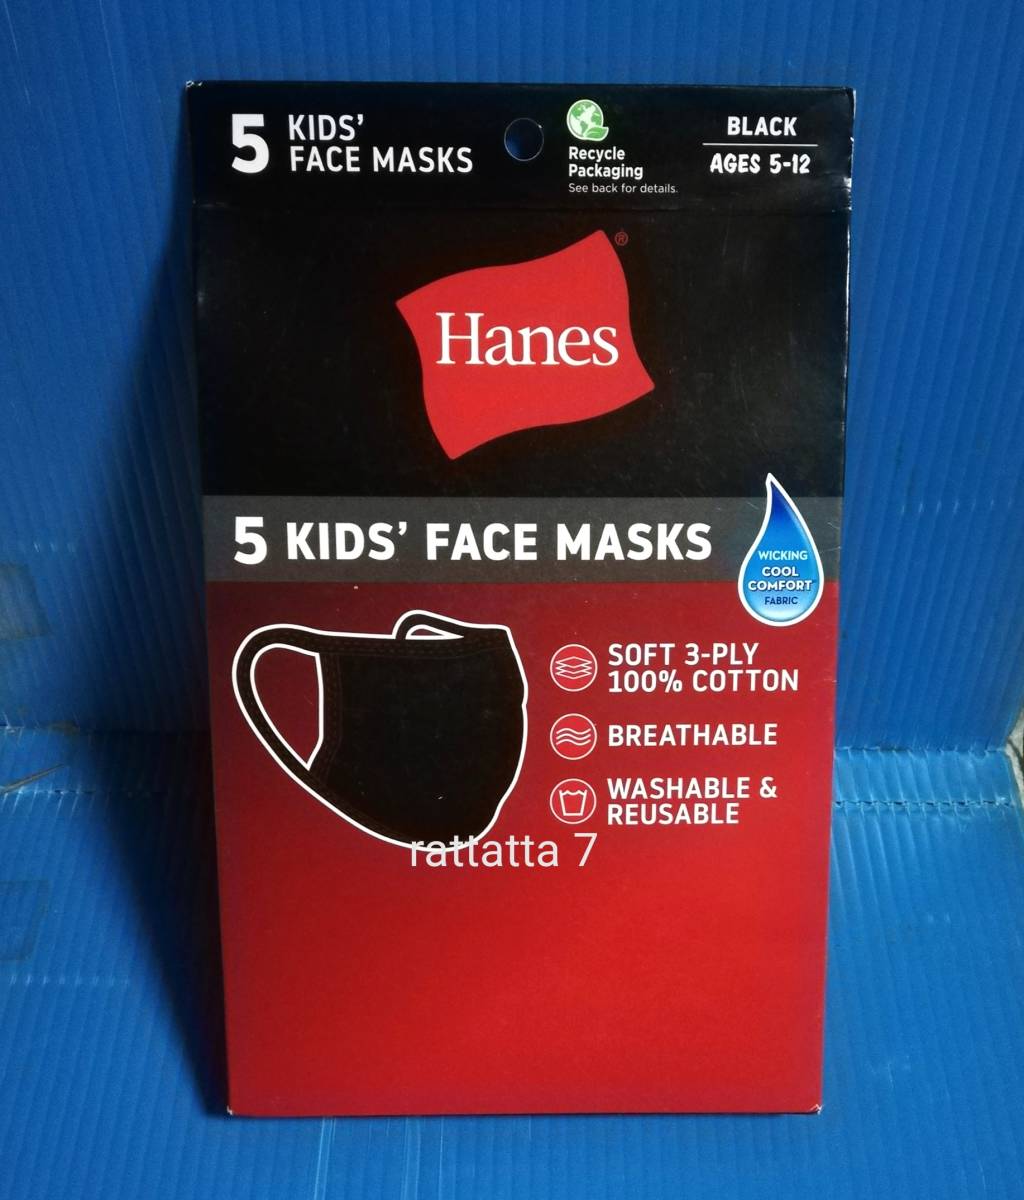 5 KIDS'
FACE MASKS
Recycle
Packaging
See back for details.
BLACK
AGES 5-12
Hanes®
5 KIDS' FACE MASKS
WICKING
COOL
COMFORT
FABRIC
SOFT 3-PLY
100% COTTON
BREATHABLE
WASHABLE &
REUSABLE
rattatta 7